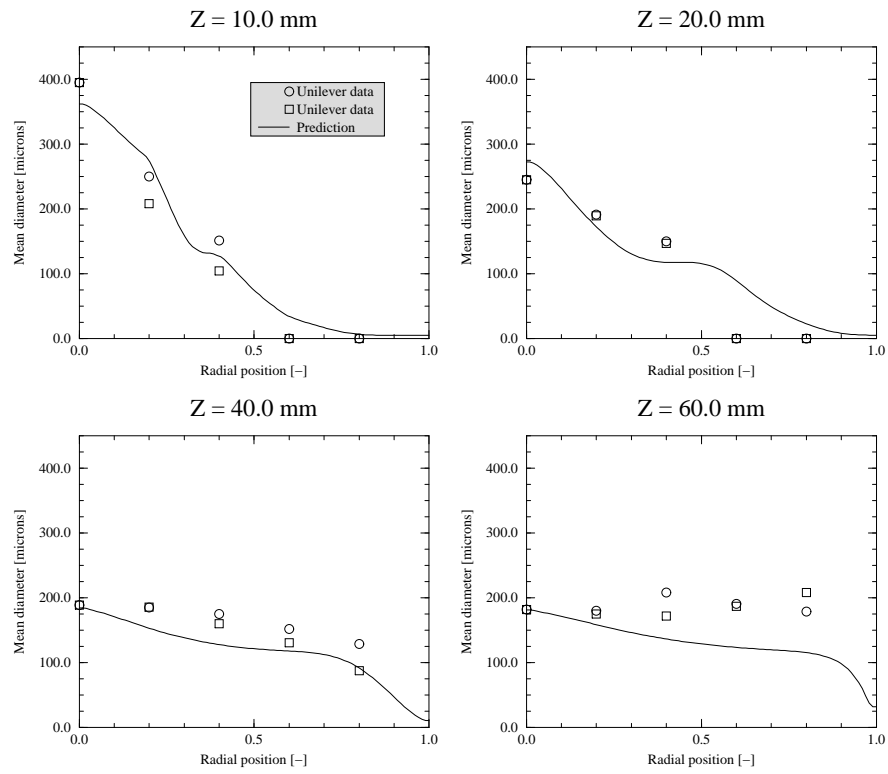 Z = 10.0 mm
Mean diameter [microns]
400.0
300.0
200.0
100.0
0.0
Unilever data
Unilever data
Prediction
0.0
0.5
1.0
Radial position [−]
Z = 20.0 mm
Mean diameter [microns]
400.0
300.0
200.0
100.0
0.0
0.0
0.5
1.0
Radial position [−]
Z = 40.0 mm
Mean diameter [microns]
400.0
300.0
200.0
100.0
0.0
0.0
0.5
1.0
Radial position [−]
Z = 60.0 mm
Mean diameter [microns]
400.0
300.0
200.0
100.0
0.0
0.0
0.5
1.0
Radial position [−]